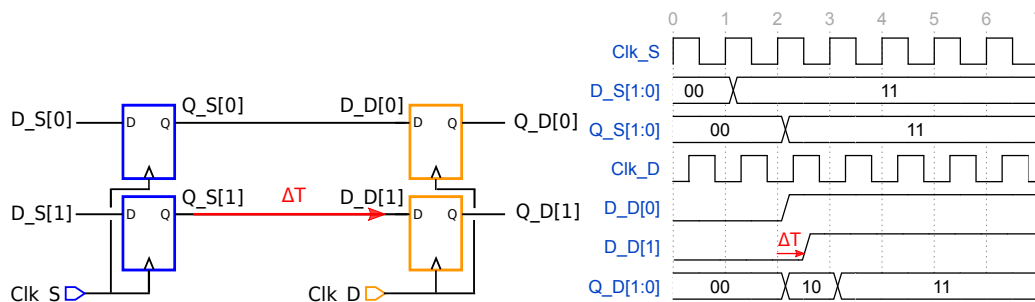 D_S[0]
D
Q
Q_S[0]
D_D[0]
D
Q
Q_D[0]
D_S[1]
D
Q
Q_S[1]
ΔT
D_D[1]
D
Q
Q_D[1]
Clk_S
Clk_D
0 1 2 3 4 5 6 7
Clk_S
D_S[1:0] 00 11
Q_S[1:0] 00 11
Clk_D
D_D[0]
D_D[1] ΔT
Q_D[1:0] 00 10 11